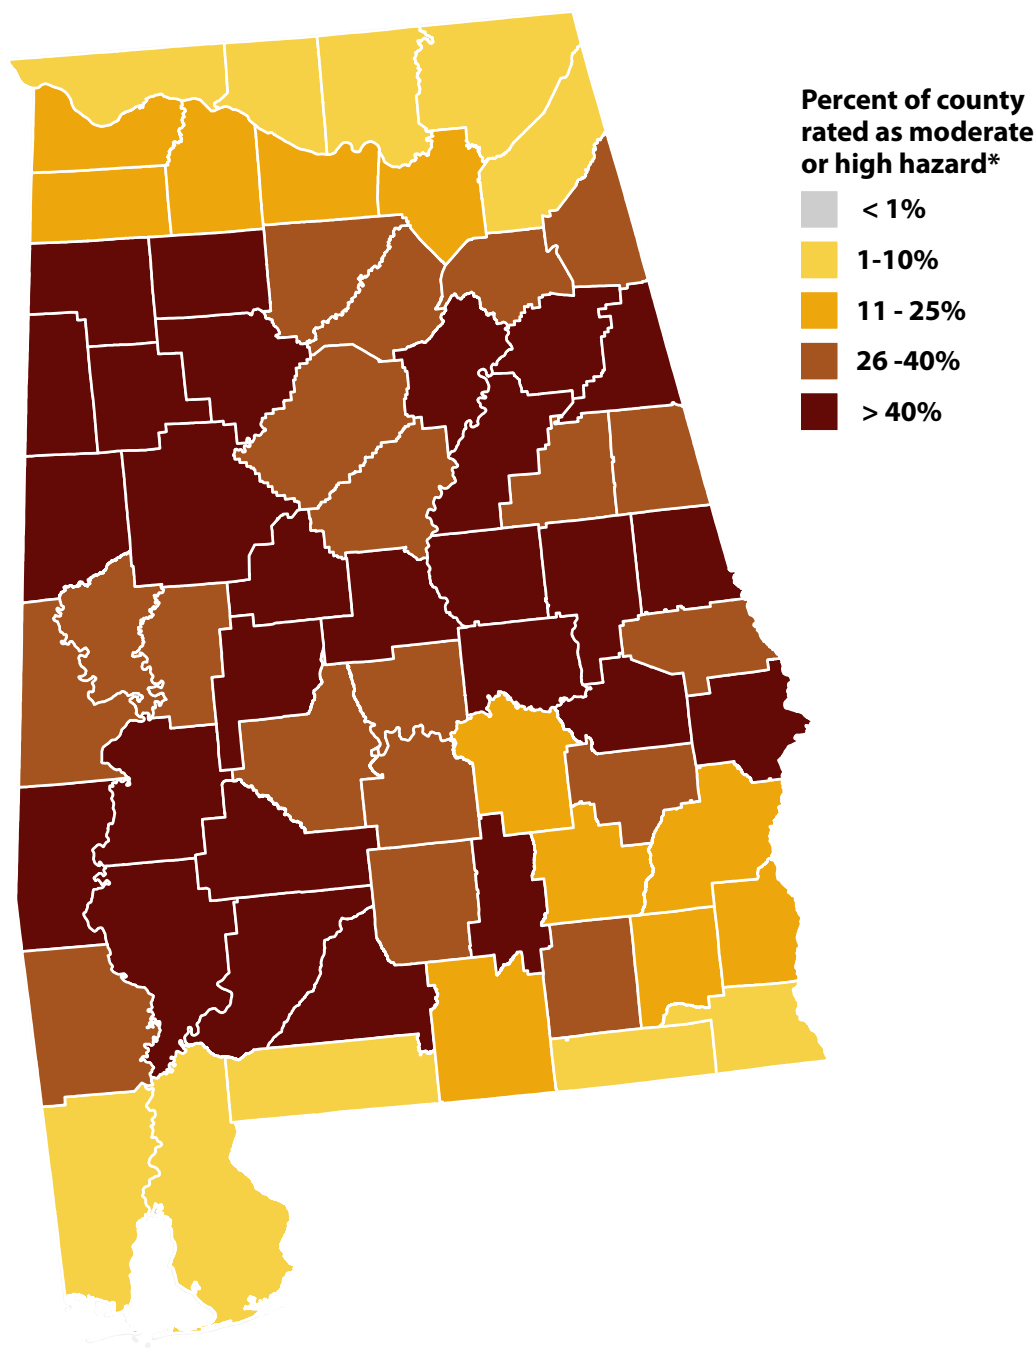 Percent of county
rated as moderate
or high hazard*
< 1%
1-10%
11 - 25%
26 -40%
> 40%